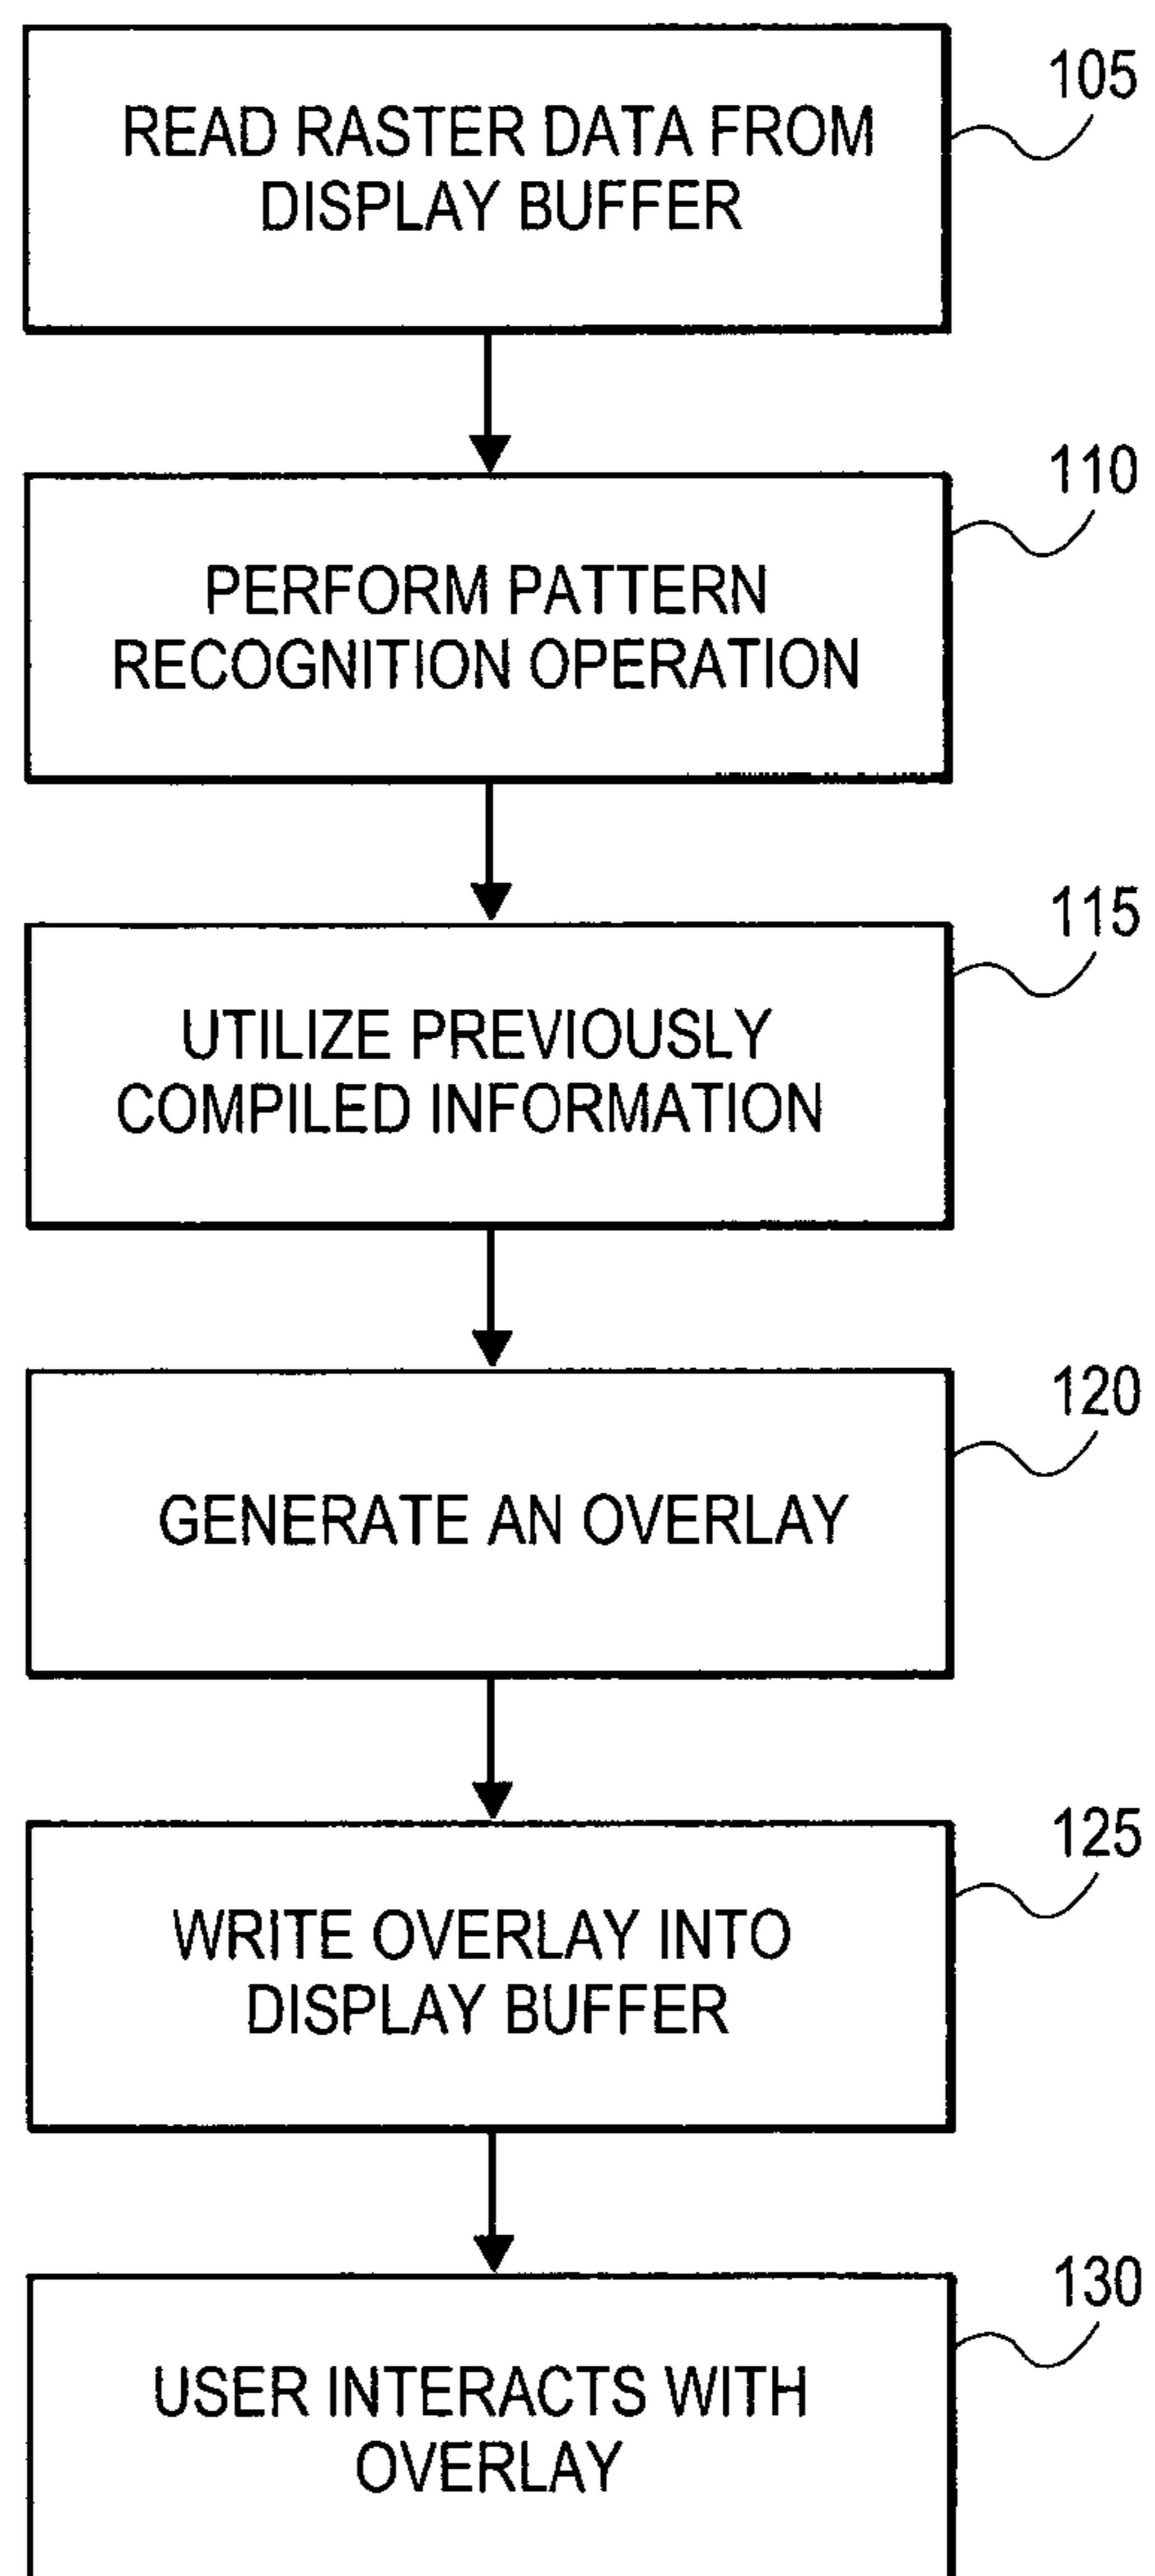 105
READ RASTER DATA FROM
DISPLAY BUFFER
110
PERFORM PATTERN
RECOGNITION OPERATION
115
UTILIZE PREVIOUSLY
COMPILED INFORMATION
120
GENERATE AN OVERLAY
125
WRITE OVERLAY INTO
DISPLAY BUFFER
130
USER INTERACTS WITH
OVERLAY